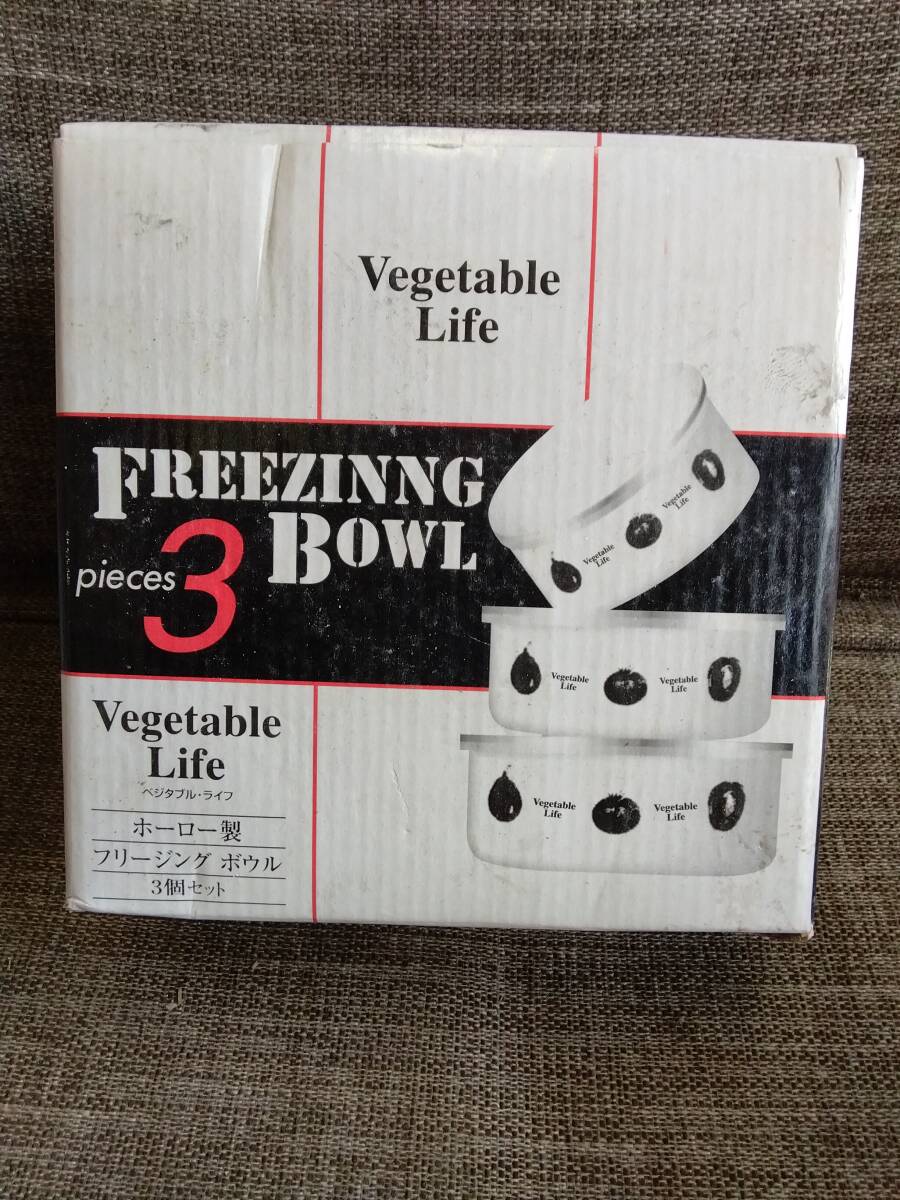 Vegetable
Life
FREEZINNG
BOWL
pieces 3
Vegetable
Life
Vegetable
Life
Vegetable
Life
Vegetable
Life
Vegetable
Life
Vegetable
Life
Vegetable
Life
ベジタブル・ライフ
ホーロー製
フリージング ボウル
3個セット